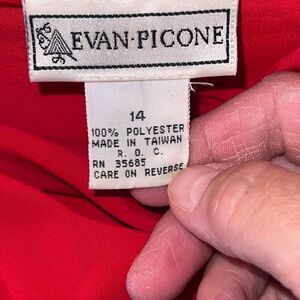 EVAN-PICONE
14
100% POLYESTER
MADE IN TAIWAN
R. O. C.
RN 35685
CARE ON REVERSE